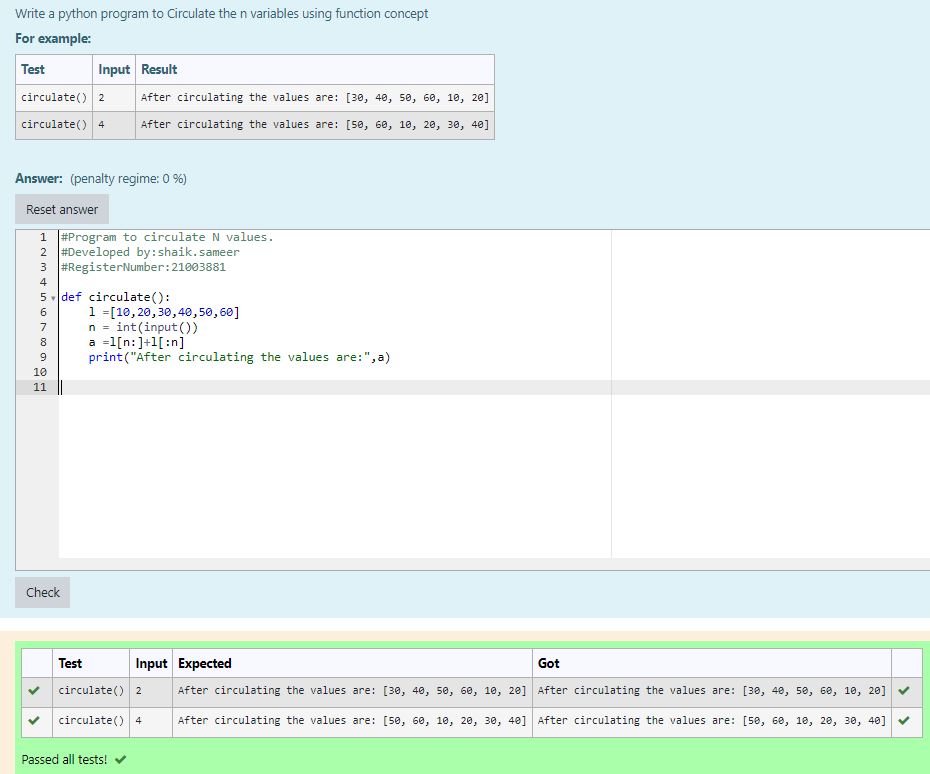 Write a python program to Circulate the n variables using function concept
For example:
Test Input Result
circulate() 2 After circulating the values are: [30, 40, 50, 60, 10, 20]
circulate() 4 After circulating the values are: [50, 60, 10, 20, 30, 40]
Answer: (penalty regime: 0 %)
Reset answer
1 #Program to circulate N values.
2 #Developed by:shaik.sameer
3 #RegisterNumber:21003881
4
5 def circulate():
6     l =[10,20,30,40,50,60]
7     n = int(input())
8     a =l[n:]+l[:n]
9     print("After circulating the values are:",a)
10
11
Check
Test Input Expected Got
circulate() 2 After circulating the values are: [30, 40, 50, 60, 10, 20] After circulating the values are: [30, 40, 50, 60, 10, 20]
circulate() 4 After circulating the values are: [50, 60, 10, 20, 30, 40] After circulating the values are: [50, 60, 10, 20, 30, 40]
Passed all tests!